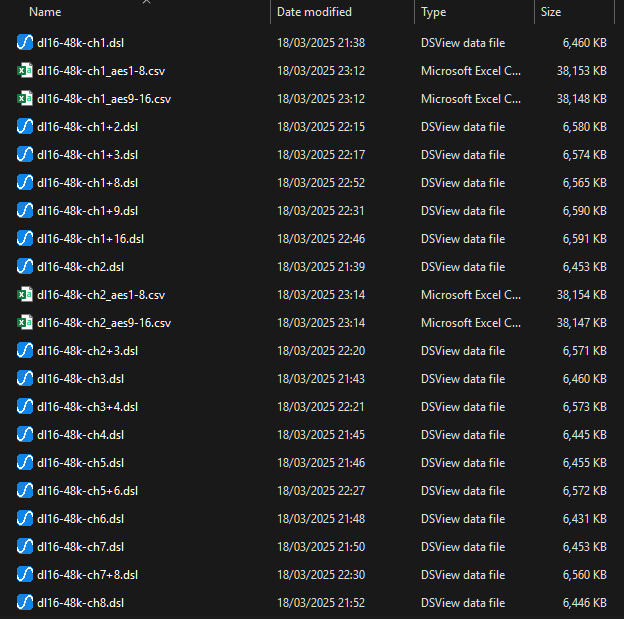 Name Date modified Type Size
dl16-48k-ch1.dsl 18/03/2025 21:38 DSView data file 6,460 KB
dl16-48k-ch1_aes1-8.csv 18/03/2025 23:12 Microsoft Excel C... 38,153 KB
dl16-48k-ch1_aes9-16.csv 18/03/2025 23:12 Microsoft Excel C... 38,148 KB
dl16-48k-ch1+2.dsl 18/03/2025 22:15 DSView data file 6,580 KB
dl16-48k-ch1+3.dsl 18/03/2025 22:17 DSView data file 6,574 KB
dl16-48k-ch1+8.dsl 18/03/2025 22:52 DSView data file 6,565 KB
dl16-48k-ch1+9.dsl 18/03/2025 22:31 DSView data file 6,590 KB
dl16-48k-ch1+16.dsl 18/03/2025 22:46 DSView data file 6,591 KB
dl16-48k-ch2.dsl 18/03/2025 21:39 DSView data file 6,453 KB
dl16-48k-ch2_aes1-8.csv 18/03/2025 23:14 Microsoft Excel C... 38,154 KB
dl16-48k-ch2_aes9-16.csv 18/03/2025 23:14 Microsoft Excel C... 38,147 KB
dl16-48k-ch2+3.dsl 18/03/2025 22:20 DSView data file 6,571 KB
dl16-48k-ch3.dsl 18/03/2025 21:43 DSView data file 6,460 KB
dl16-48k-ch3+4.dsl 18/03/2025 22:21 DSView data file 6,573 KB
dl16-48k-ch4.dsl 18/03/2025 21:45 DSView data file 6,445 KB
dl16-48k-ch5.dsl 18/03/2025 21:46 DSView data file 6,455 KB
dl16-48k-ch5+6.dsl 18/03/2025 22:27 DSView data file 6,572 KB
dl16-48k-ch6.dsl 18/03/2025 21:48 DSView data file 6,431 KB
dl16-48k-ch7.dsl 18/03/2025 21:50 DSView data file 6,453 KB
dl16-48k-ch7+8.dsl 18/03/2025 22:30 DSView data file 6,560 KB
dl16-48k-ch8.dsl 18/03/2025 21:52 DSView data file 6,446 KB